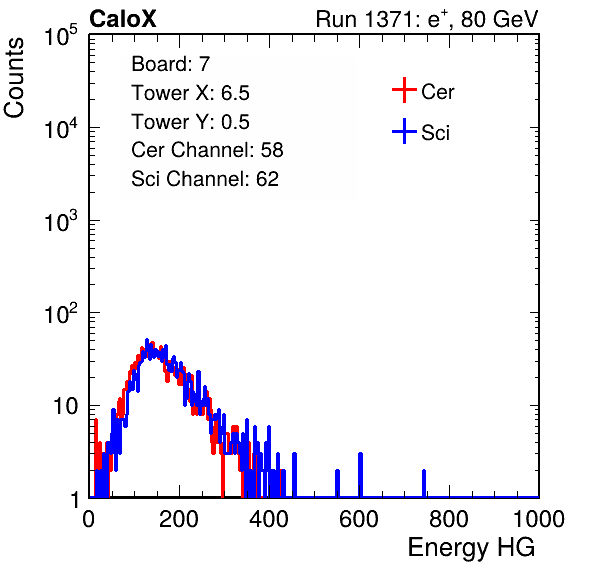 CaloX
Run 1371: e+, 80 GeV
Counts
Board: 7
Tower X: 6.5
Tower Y: 0.5
Cer Channel: 58
Sci Channel: 62
Cer
Sci
10^5
10^4
10^3
10^2
10
1
0 200 400 600 800 1000
Energy HG